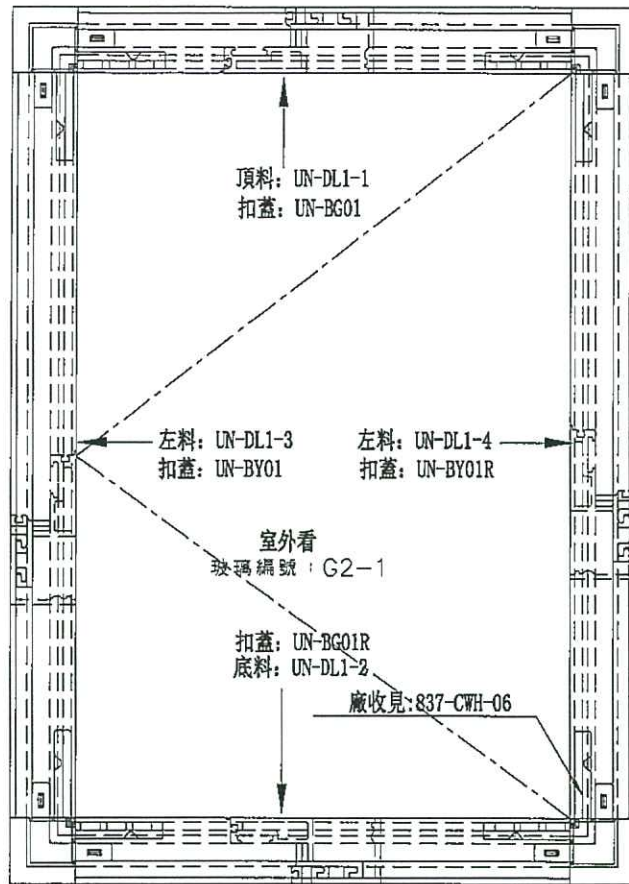 頂料: UN-DL1-1
扣蓋: UN-BG01
左料: UN-DL1-3
扣蓋: UN-BY01
左料: UN-DL1-4
扣蓋: UN-BY01R
室外看
玻璃編號：G2-1
扣蓋: UN-BG01R
底料: UN-DL1-2
廠收見:837-CWH-06